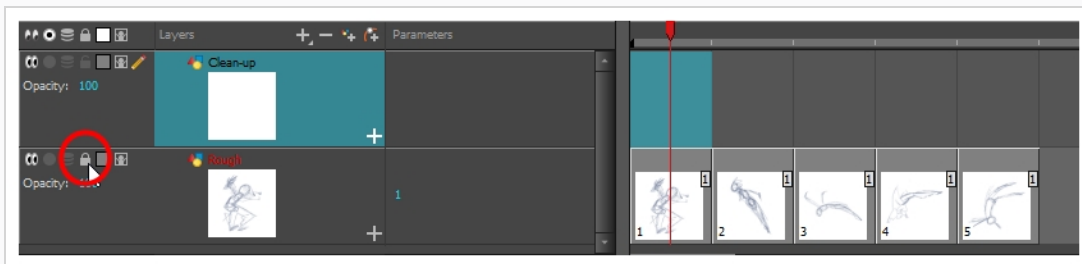 Layers Parameters
Clean-up
Opacity: 100
Rough
Opacity:
1
1 1 1 1 1
1 2 3 4 5